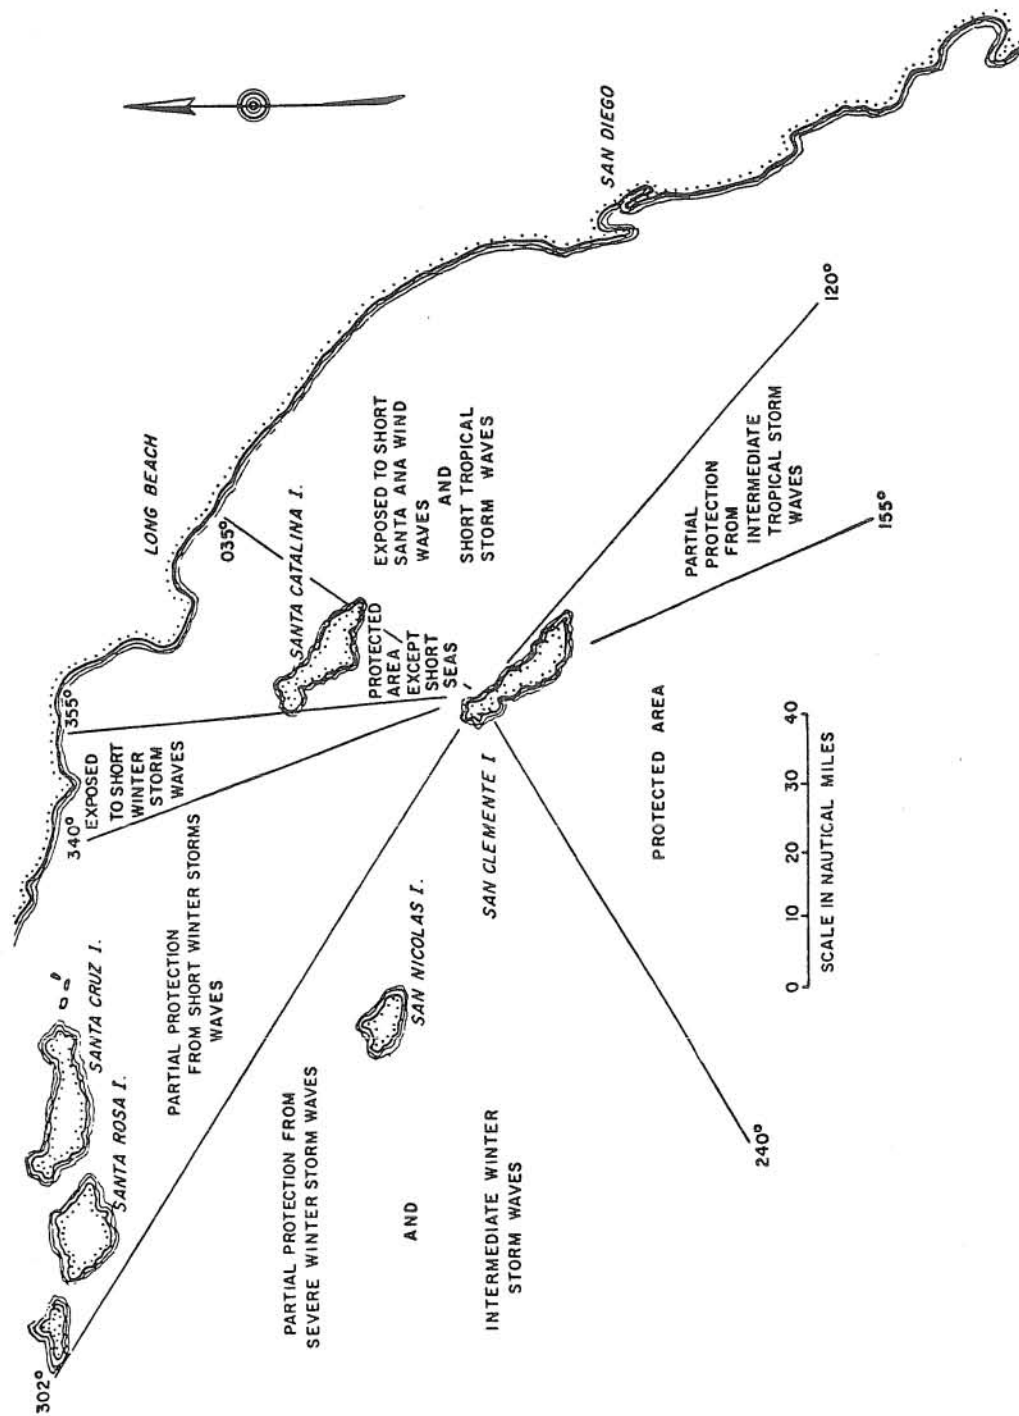 302°
SANTA ROSA I.
SANTA CRUZ I.
340°
355°
EXPOSED
TO SHORT
WINTER
STORM
WAVES
LONG BEACH
035°
PARTIAL PROTECTION
FROM SHORT WINTER STORMS
WAVES
SANTA CATALINA I.
PROTECTED
AREA
EXCEPT
SHORT
SEAS
EXPOSED TO SHORT
SANTA ANA WIND
WAVES
AND
SHORT TROPICAL
STORM WAVES
SAN DIEGO
PARTIAL PROTECTION FROM
SEVERE WINTER STORM WAVES
AND
INTERMEDIATE WINTER
STORM WAVES
SAN NICOLAS I.
SAN CLEMENTE I
240°
PROTECTED AREA
PARTIAL
PROTECTION
FROM
INTERMEDIATE
TROPICAL STORM
WAVES
120°
155°
0 10 20 30 40
SCALE IN NAUTICAL MILES